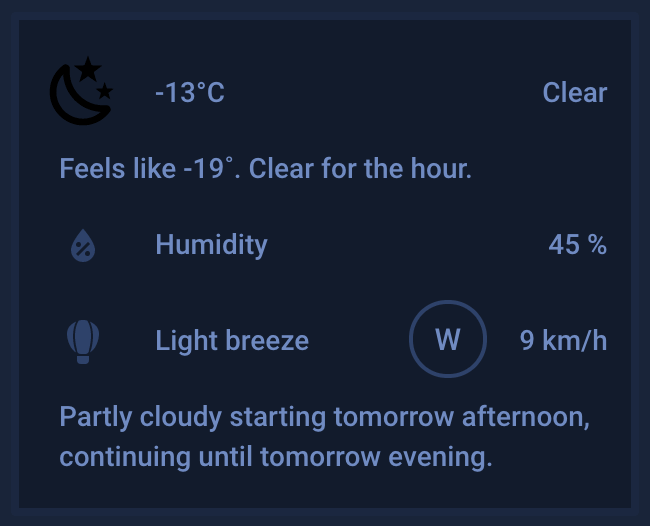 -13°C Clear
Feels like -19°. Clear for the hour.
Humidity 45 %
Light breeze W 9 km/h
Partly cloudy starting tomorrow afternoon,
continuing until tomorrow evening.